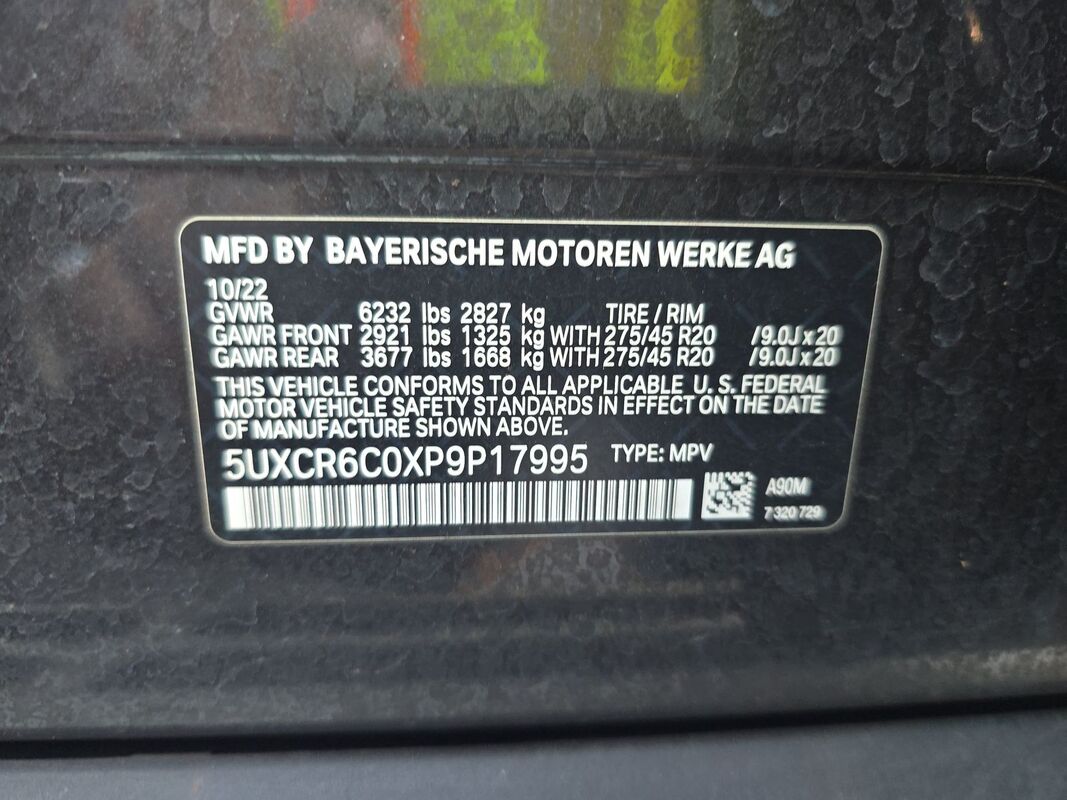 MFD BY BAYERISCHE MOTOREN WERKE AG
10/22
GVWR 6232 lbs 2827 kg TIRE / RIM
GAWR FRONT 2921 lbs 1325 kg WITH 275/45 R20 /9.0J x 20
GAWR REAR 3677 lbs 1668 kg WITH 275/45 R20 /9.0J x 20
THIS VEHICLE CONFORMS TO ALL APPLICABLE U. S. FEDERAL
MOTOR VEHICLE SAFETY STANDARDS IN EFFECT ON THE DATE
OF MANUFACTURE SHOWN ABOVE.
5UXCR6C0XP9P17995 TYPE: MPV
A90M
7 320 729